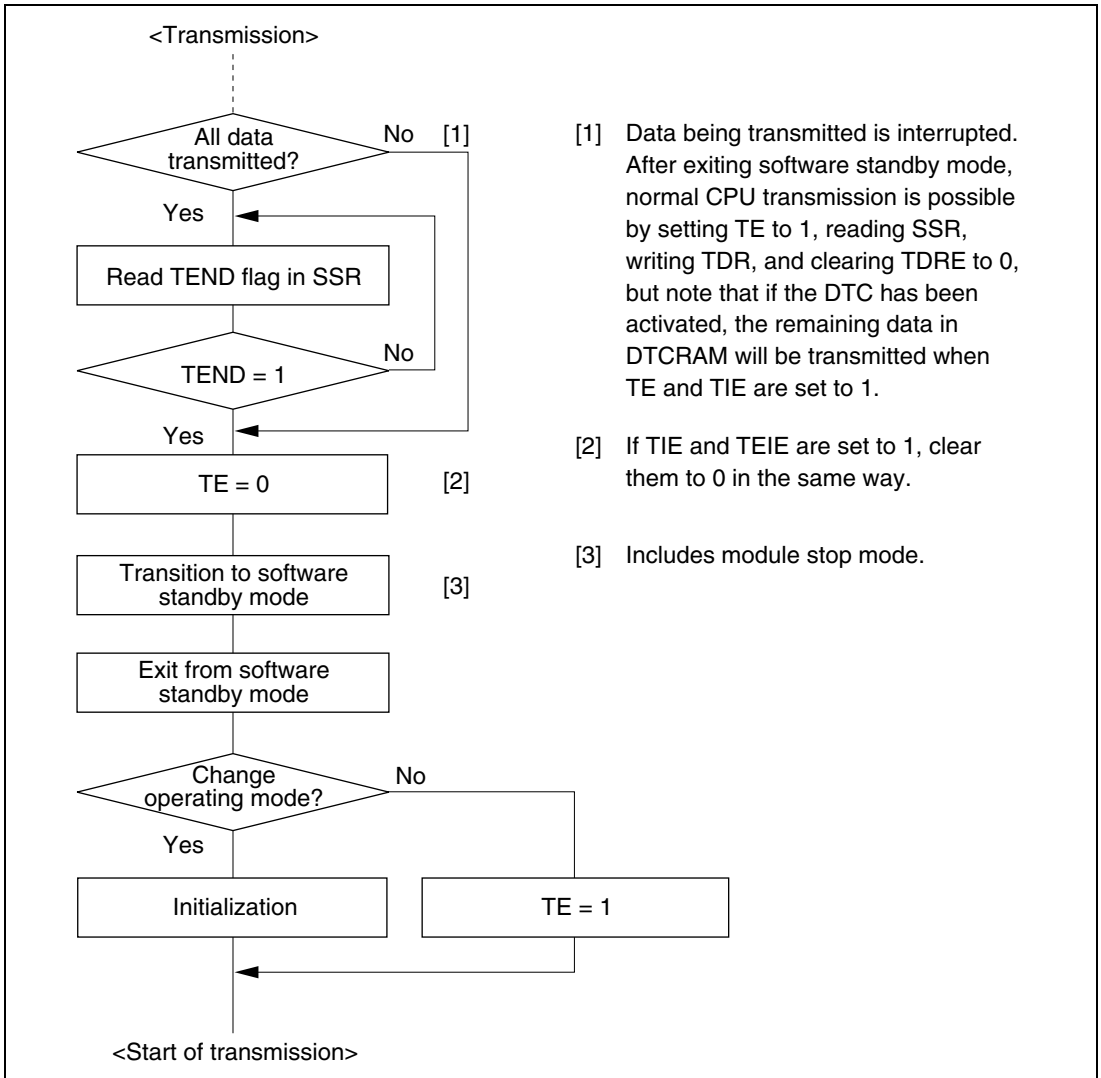 <Transmission>
All data
transmitted?
No
[1]
Yes
Read TEND flag in SSR
TEND = 1
No
Yes
TE = 0
[2]
Transition to software
standby mode
[3]
Exit from software
standby mode
Change
operating mode?
No
Yes
Initialization
TE = 1
<Start of transmission>
[1] Data being transmitted is interrupted.
After exiting software standby mode,
normal CPU transmission is possible
by setting TE to 1, reading SSR,
writing TDR, and clearing TDRE to 0,
but note that if the DTC has been
activated, the remaining data in
DTCRAM will be transmitted when
TE and TIE are set to 1.
[2] If TIE and TEIE are set to 1, clear
them to 0 in the same way.
[3] Includes module stop mode.